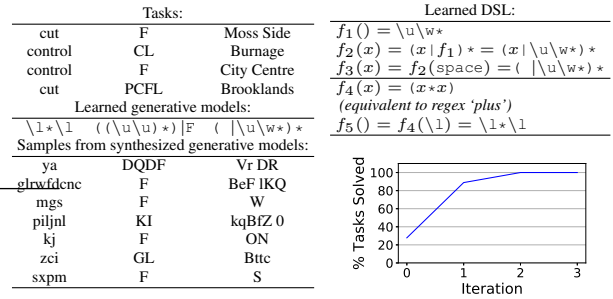 Tasks:
cut F Moss Side
control CL Burnage
control F City Centre
cut PCFL Brooklands
Learned generative models:
\l*\l ((\u\u)*)|F ( |\u\w*)*
Samples from synthesized generative models:
ya DQDF Vr DR
glrwfdcnc F BeF lKQ
mgs F W
piljnl KI kqBfZ 0
kj F ON
zci GL Bttc
sxpm F S
Learned DSL:
f₁() = \u\w*
f₂(x) = (x|f₁)* = (x|\u\w*)*
f₃(x) = f₂(space) = ( |\u\w*)*
f₄(x) = (x*x)
(equivalent to regex ‘plus’)
f₅() = f₄(\l) = \l*\l
% Tasks Solved
100
80
60
40
20
0
0 1 2 3
Iteration